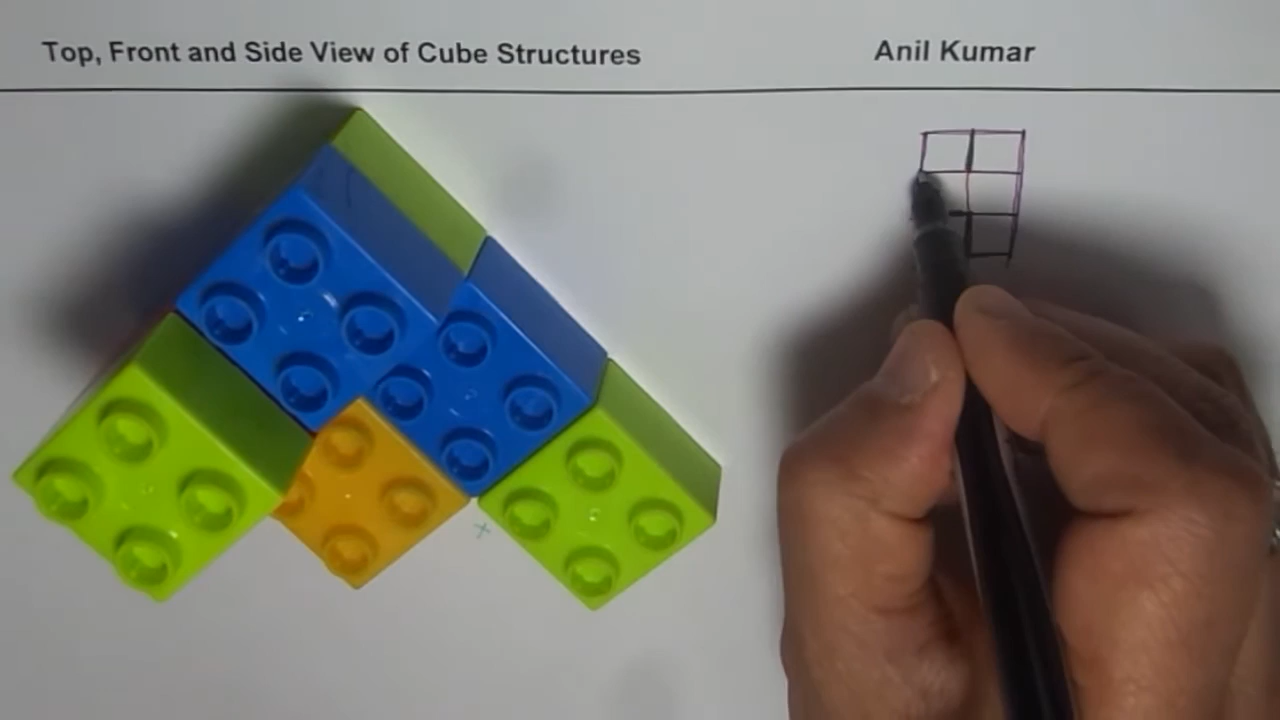 Top, Front and Side View of Cube Structures
Anil Kumar